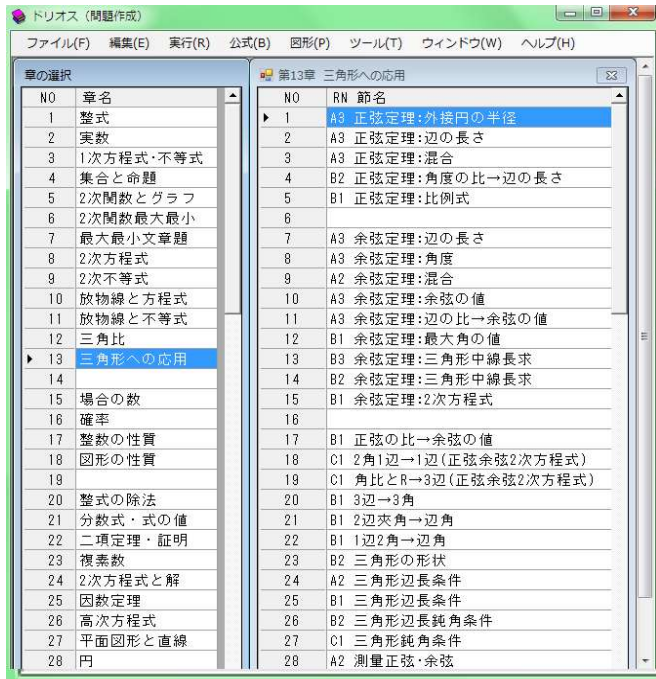 ドリオス (問題作成)
ファイル(F) 編集(E) 実行(R) 公式(B) 図形(P) ツール(T) ウィンドウ(W) ヘルプ(H)
章の選択
NO 章名
1 整式
2 実数
3 1次方程式・不等式
4 集合と命題
5 2次関数とグラフ
6 2次関数最大最小
7 最大最小文章題
8 2次方程式
9 2次不等式
10 放物線と方程式
11 放物線と不等式
12 三角比
13 三角形への応用
14
15 場合の数
16 確率
17 整数の性質
18 図形の性質
19
20 整式の除法
21 分数式・式の値
22 二項定理・証明
23 複素数
24 2次方程式と解
25 因数定理
26 高次方程式
27 平面図形と直線
28 円
第13章 三角形への応用
NO RN 節名
1 A3 正弦定理:外接円の半径
2 A3 正弦定理:辺の長さ
3 A3 正弦定理:混合
4 B2 正弦定理:角度の比→辺の長さ
5 B1 正弦定理:比例式
6
7 A3 余弦定理:辺の長さ
8 A3 余弦定理:角度
9 A2 余弦定理:混合
10 A3 余弦定理:余弦の値
11 A3 余弦定理:辺の比→余弦の値
12 B1 余弦定理:最大角の値
13 B3 余弦定理:三角形中線長求
14 B2 余弦定理:三角形中線長求
15 B1 余弦定理:2次方程式
16
17 B1 正弦の比→余弦の値
18 C1 2角1辺→1辺(正弦余弦2次方程式)
19 C1 角比とR→3辺(正弦余弦2次方程式)
20 B1 3辺→3角
21 B1 2辺夾角→辺角
22 B1 1辺2角→辺角
23 B2 三角形の形状
24 A2 三角形辺長条件
25 B1 三角形辺長条件
26 B2 三角形辺長鈍角条件
27 C1 三角形鈍角条件
28 A2 測量正弦・余弦